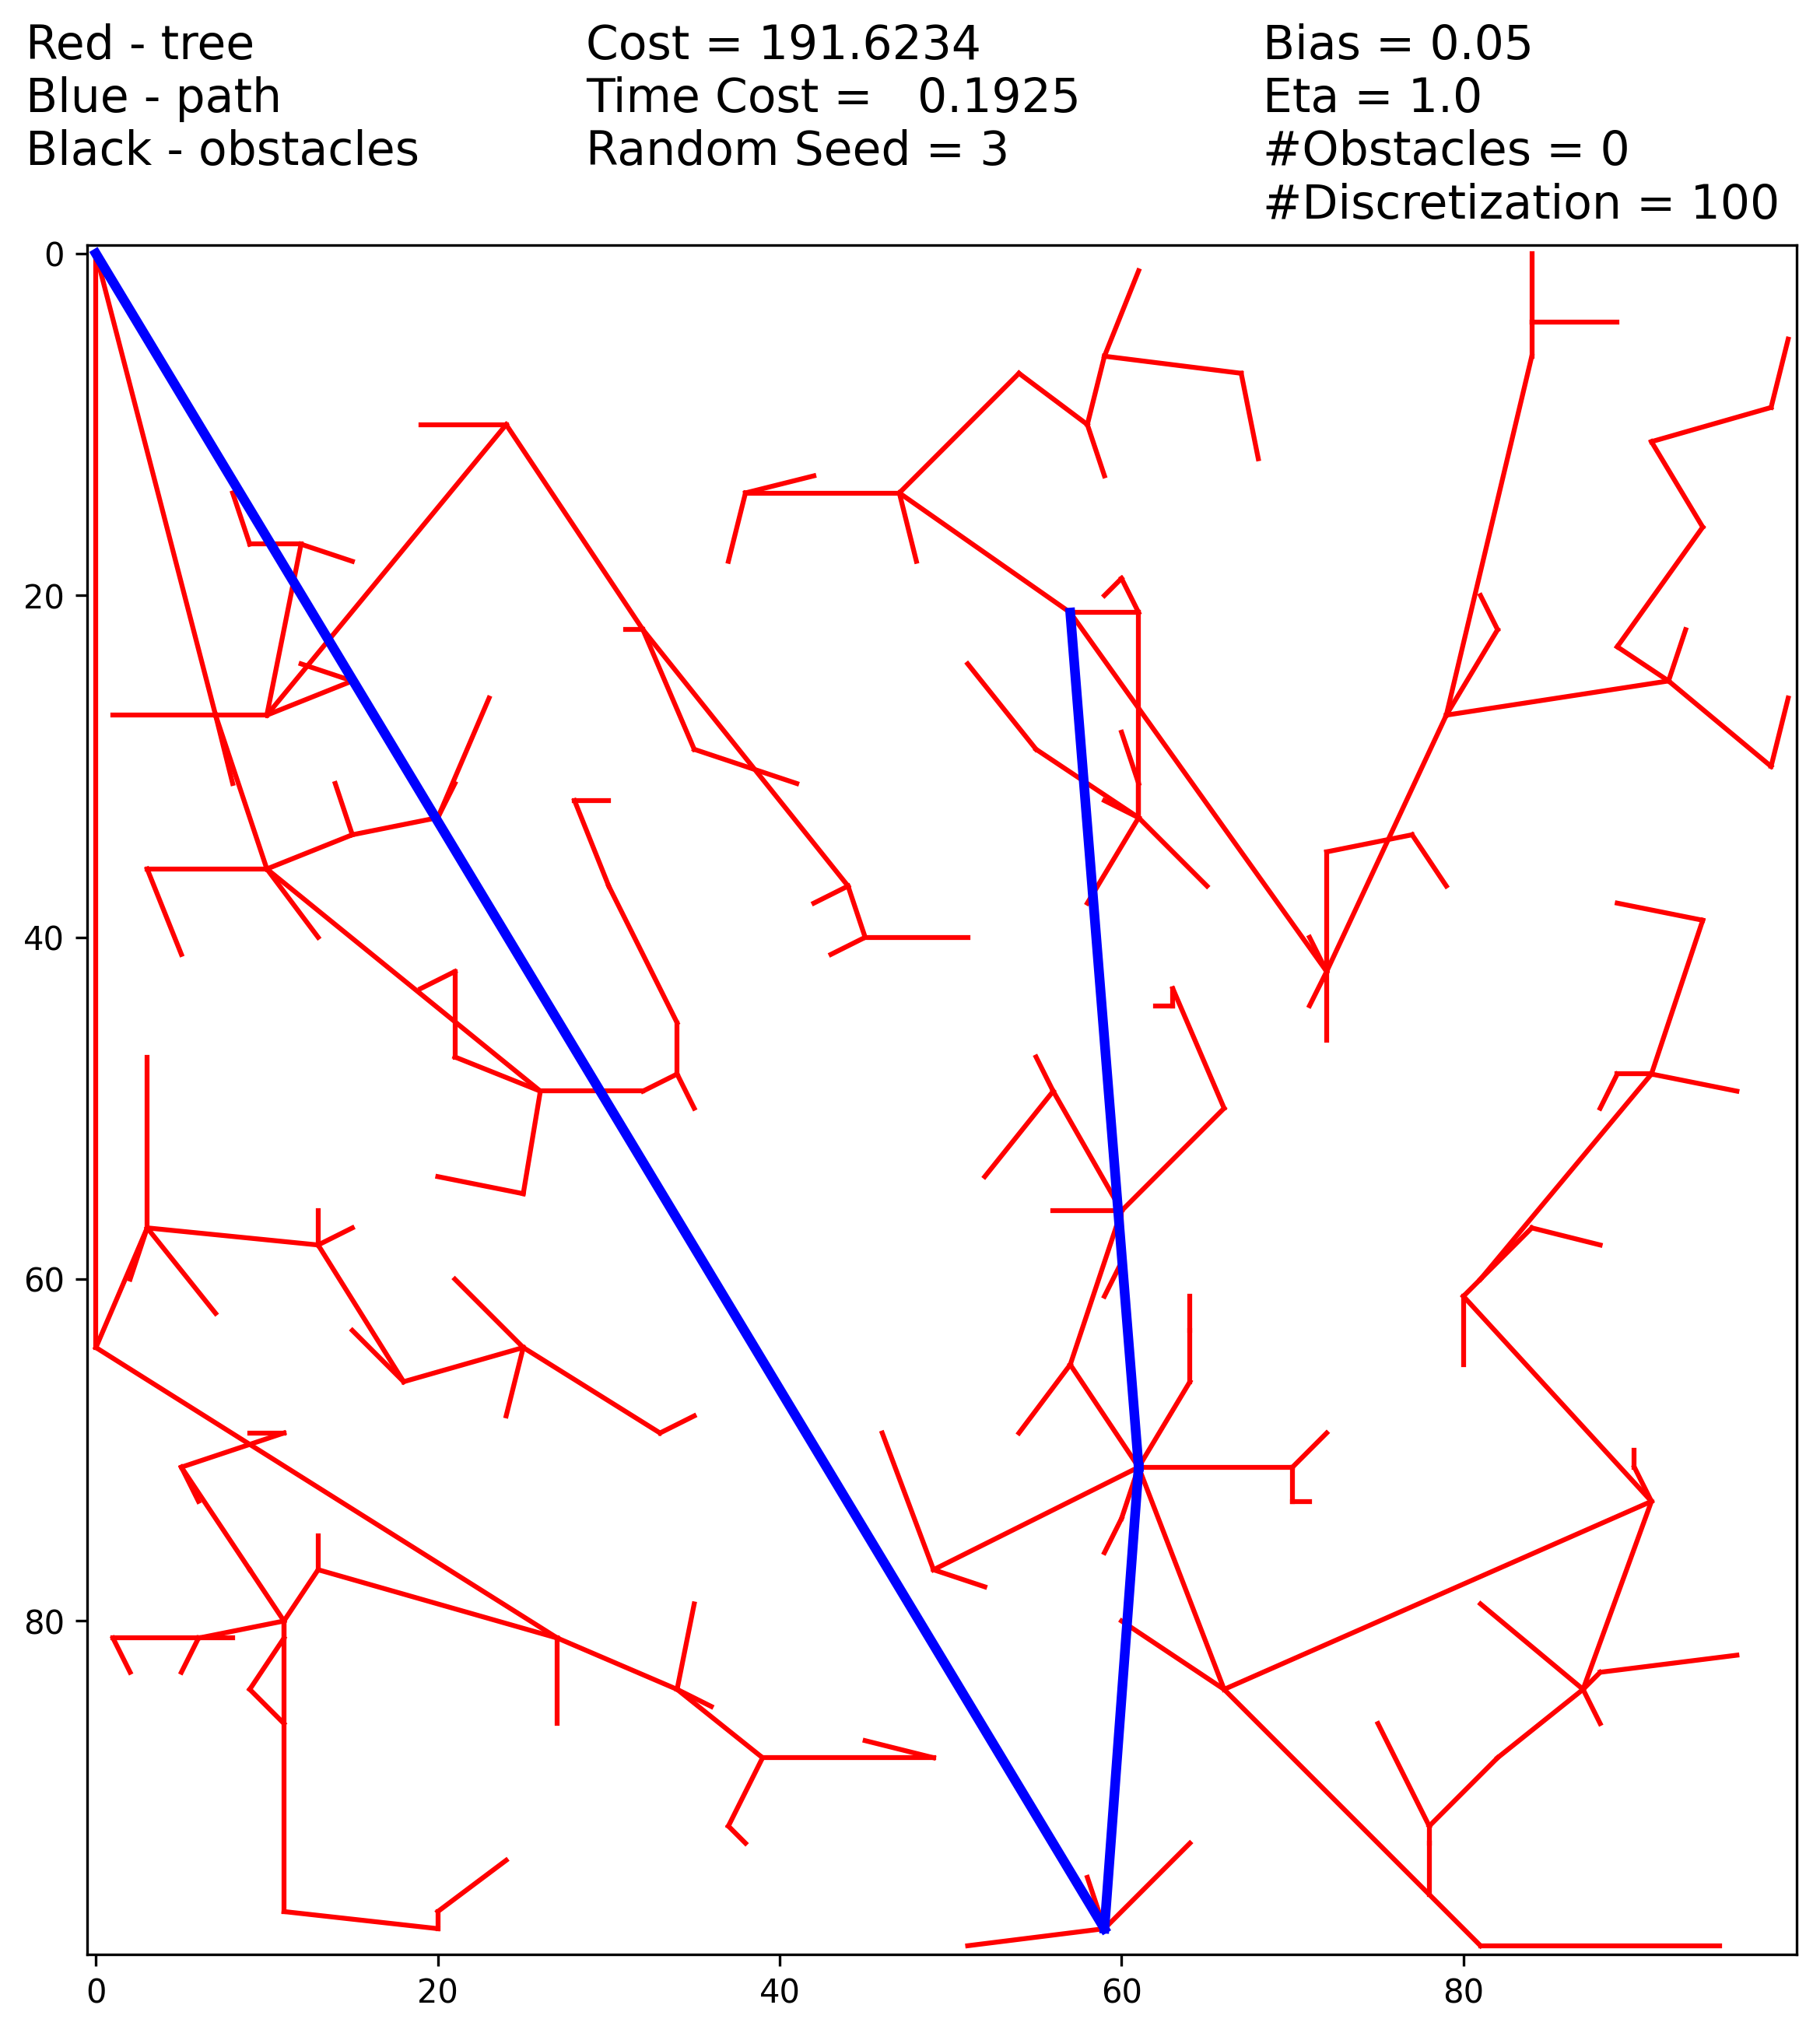 Red - tree
Blue - path
Black - obstacles
Cost = 191.6234
Time Cost = 0.1925
Random Seed = 3
Bias = 0.05
Eta = 1.0
#Obstacles = 0
#Discretization = 100
0
20
40
60
80
0 20 40 60 80